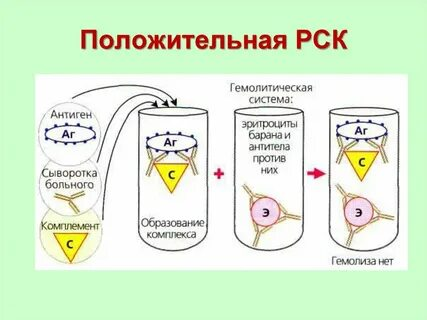 Положительная РСК
Антиген
Аг
Сыворотка
больного
Комплемент
С
Аг
С
Образование
комплекса
+
Гемолитическая
система:
эритроциты
барана и
антитела
против
них
Э
Аг
С
Э
Гемолиза нет